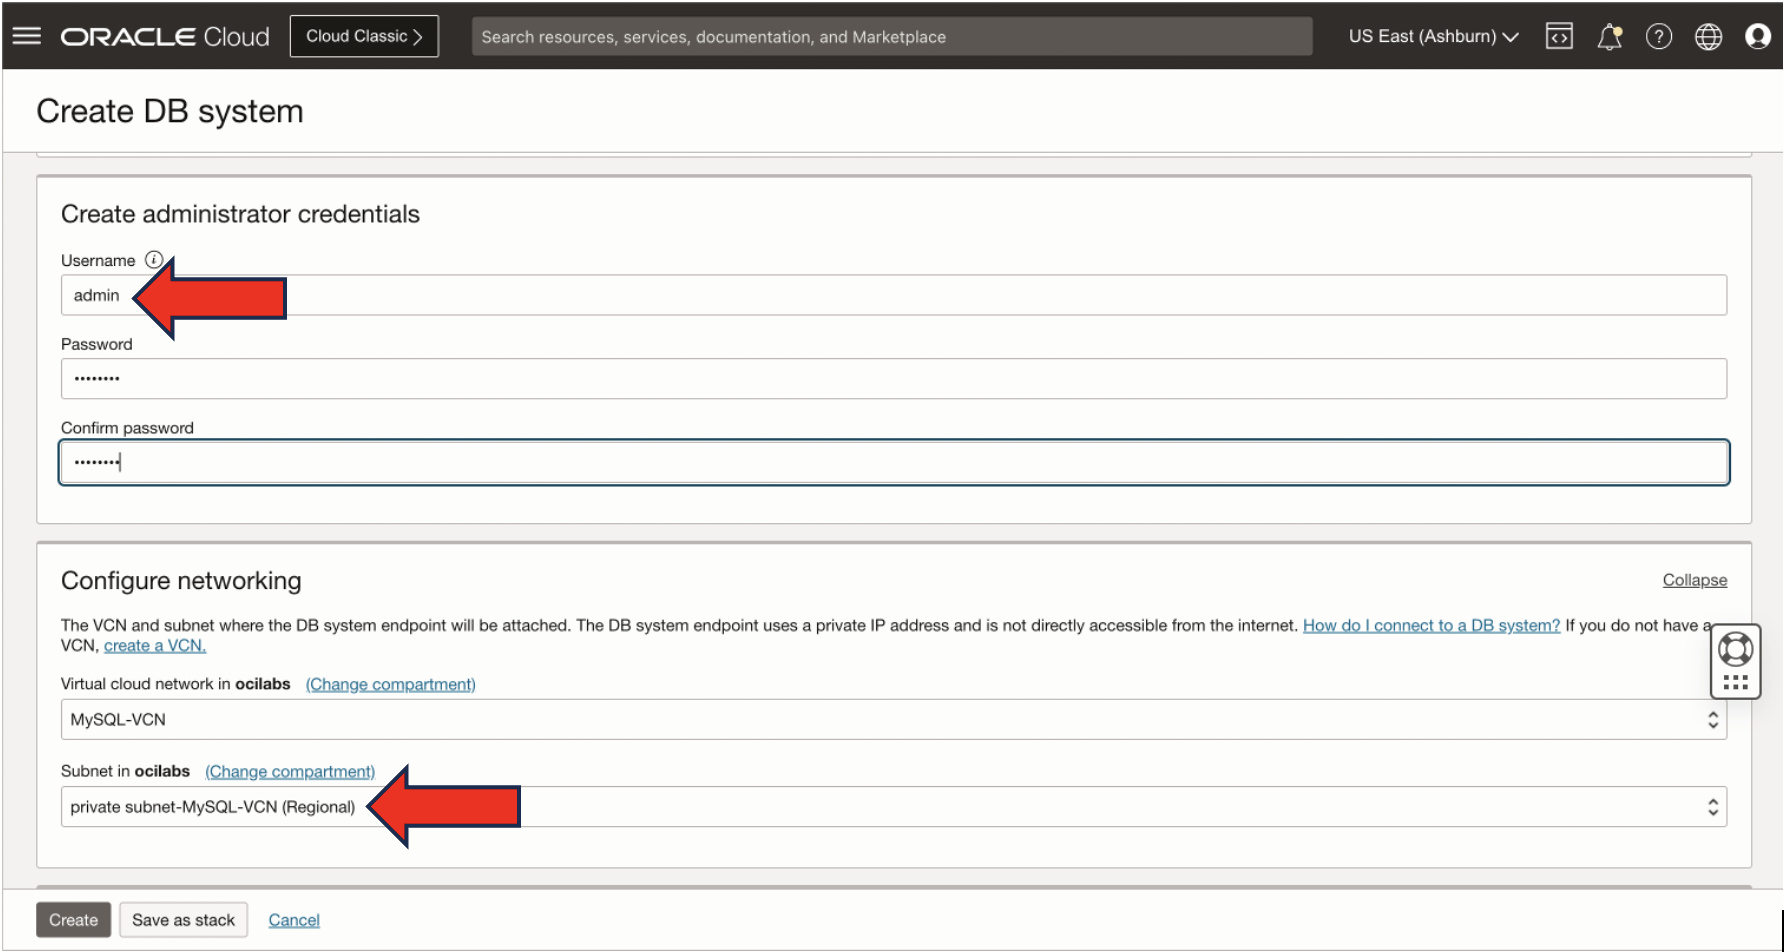 ORACLE Cloud
Cloud Classic
Search resources, services, documentation, and Marketplace
US East (Ashburn)
Create DB system
Create administrator credentials
Username
admin
Password
••••••••
Confirm password
••••••••
Configure networking
Collapse
The VCN and subnet where the DB system endpoint will be attached. The DB system endpoint uses a private IP address and is not directly accessible from the internet. How do I connect to a DB system? If you do not have a
VCN, create a VCN.
Virtual cloud network in ocilabs (Change compartment)
MySQL-VCN
Subnet in ocilabs (Change compartment)
private subnet-MySQL-VCN (Regional)
Create
Save as stack
Cancel